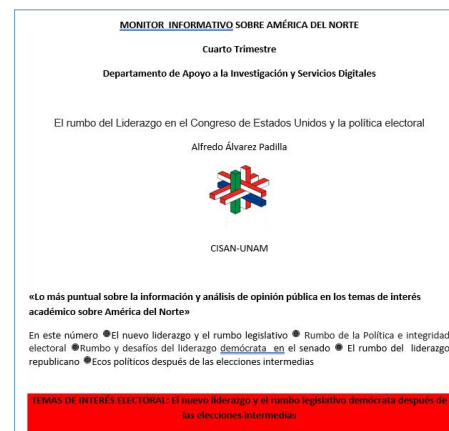 MONITOR INFORMATIVO SOBRE AMÉRICA DEL NORTE
Cuarto Trimestre
Departamento de Apoyo a la Investigación y Servicios Digitales
El rumbo del Liderazgo en el Congreso de Estados Unidos y la política electoral
Alfredo Álvarez Padilla
CISAN-UNAM
«Lo más puntual sobre la información y análisis de opinión pública en los temas de interés
académico sobre América del Norte»
En este número ●El nuevo liderazgo y el rumbo legislativo ● Rumbo de la Política e integridad
electoral ●Rumbo y desafíos del liderazgo demócrata en el senado ● El rumbo del liderazgo
republicano ●Ecos políticos después de las elecciones intermedias
TEMAS DE INTERÉS ELECTORAL: El nuevo liderazgo y el rumbo legislativo demócrata después de
las elecciones intermedias